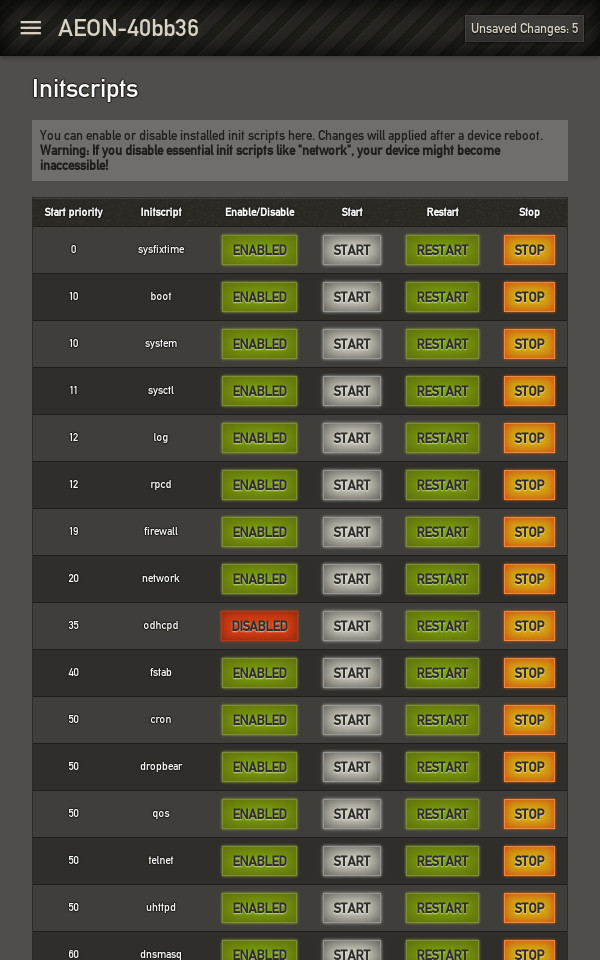 AEON-40bb36
Unsaved Changes: 5
Initscripts
You can enable or disable installed init scripts here. Changes will applied after a device reboot.
Warning: If you disable essential init scripts like "network", your device might become
inaccessible!
Start priority Initscript Enable/Disable Start Restart Stop
0 sysfixtime ENABLED START RESTART STOP
10 boot ENABLED START RESTART STOP
10 system ENABLED START RESTART STOP
11 sysctl ENABLED START RESTART STOP
12 log ENABLED START RESTART STOP
12 rpcd ENABLED START RESTART STOP
19 firewall ENABLED START RESTART STOP
20 network ENABLED START RESTART STOP
35 odhcpd DISABLED START RESTART STOP
40 fstab ENABLED START RESTART STOP
50 cron ENABLED START RESTART STOP
50 dropbear ENABLED START RESTART STOP
50 qos ENABLED START RESTART STOP
50 telnet ENABLED START RESTART STOP
50 uhttpd ENABLED START RESTART STOP
60 dnsmasq ENABLED START RESTART STOP